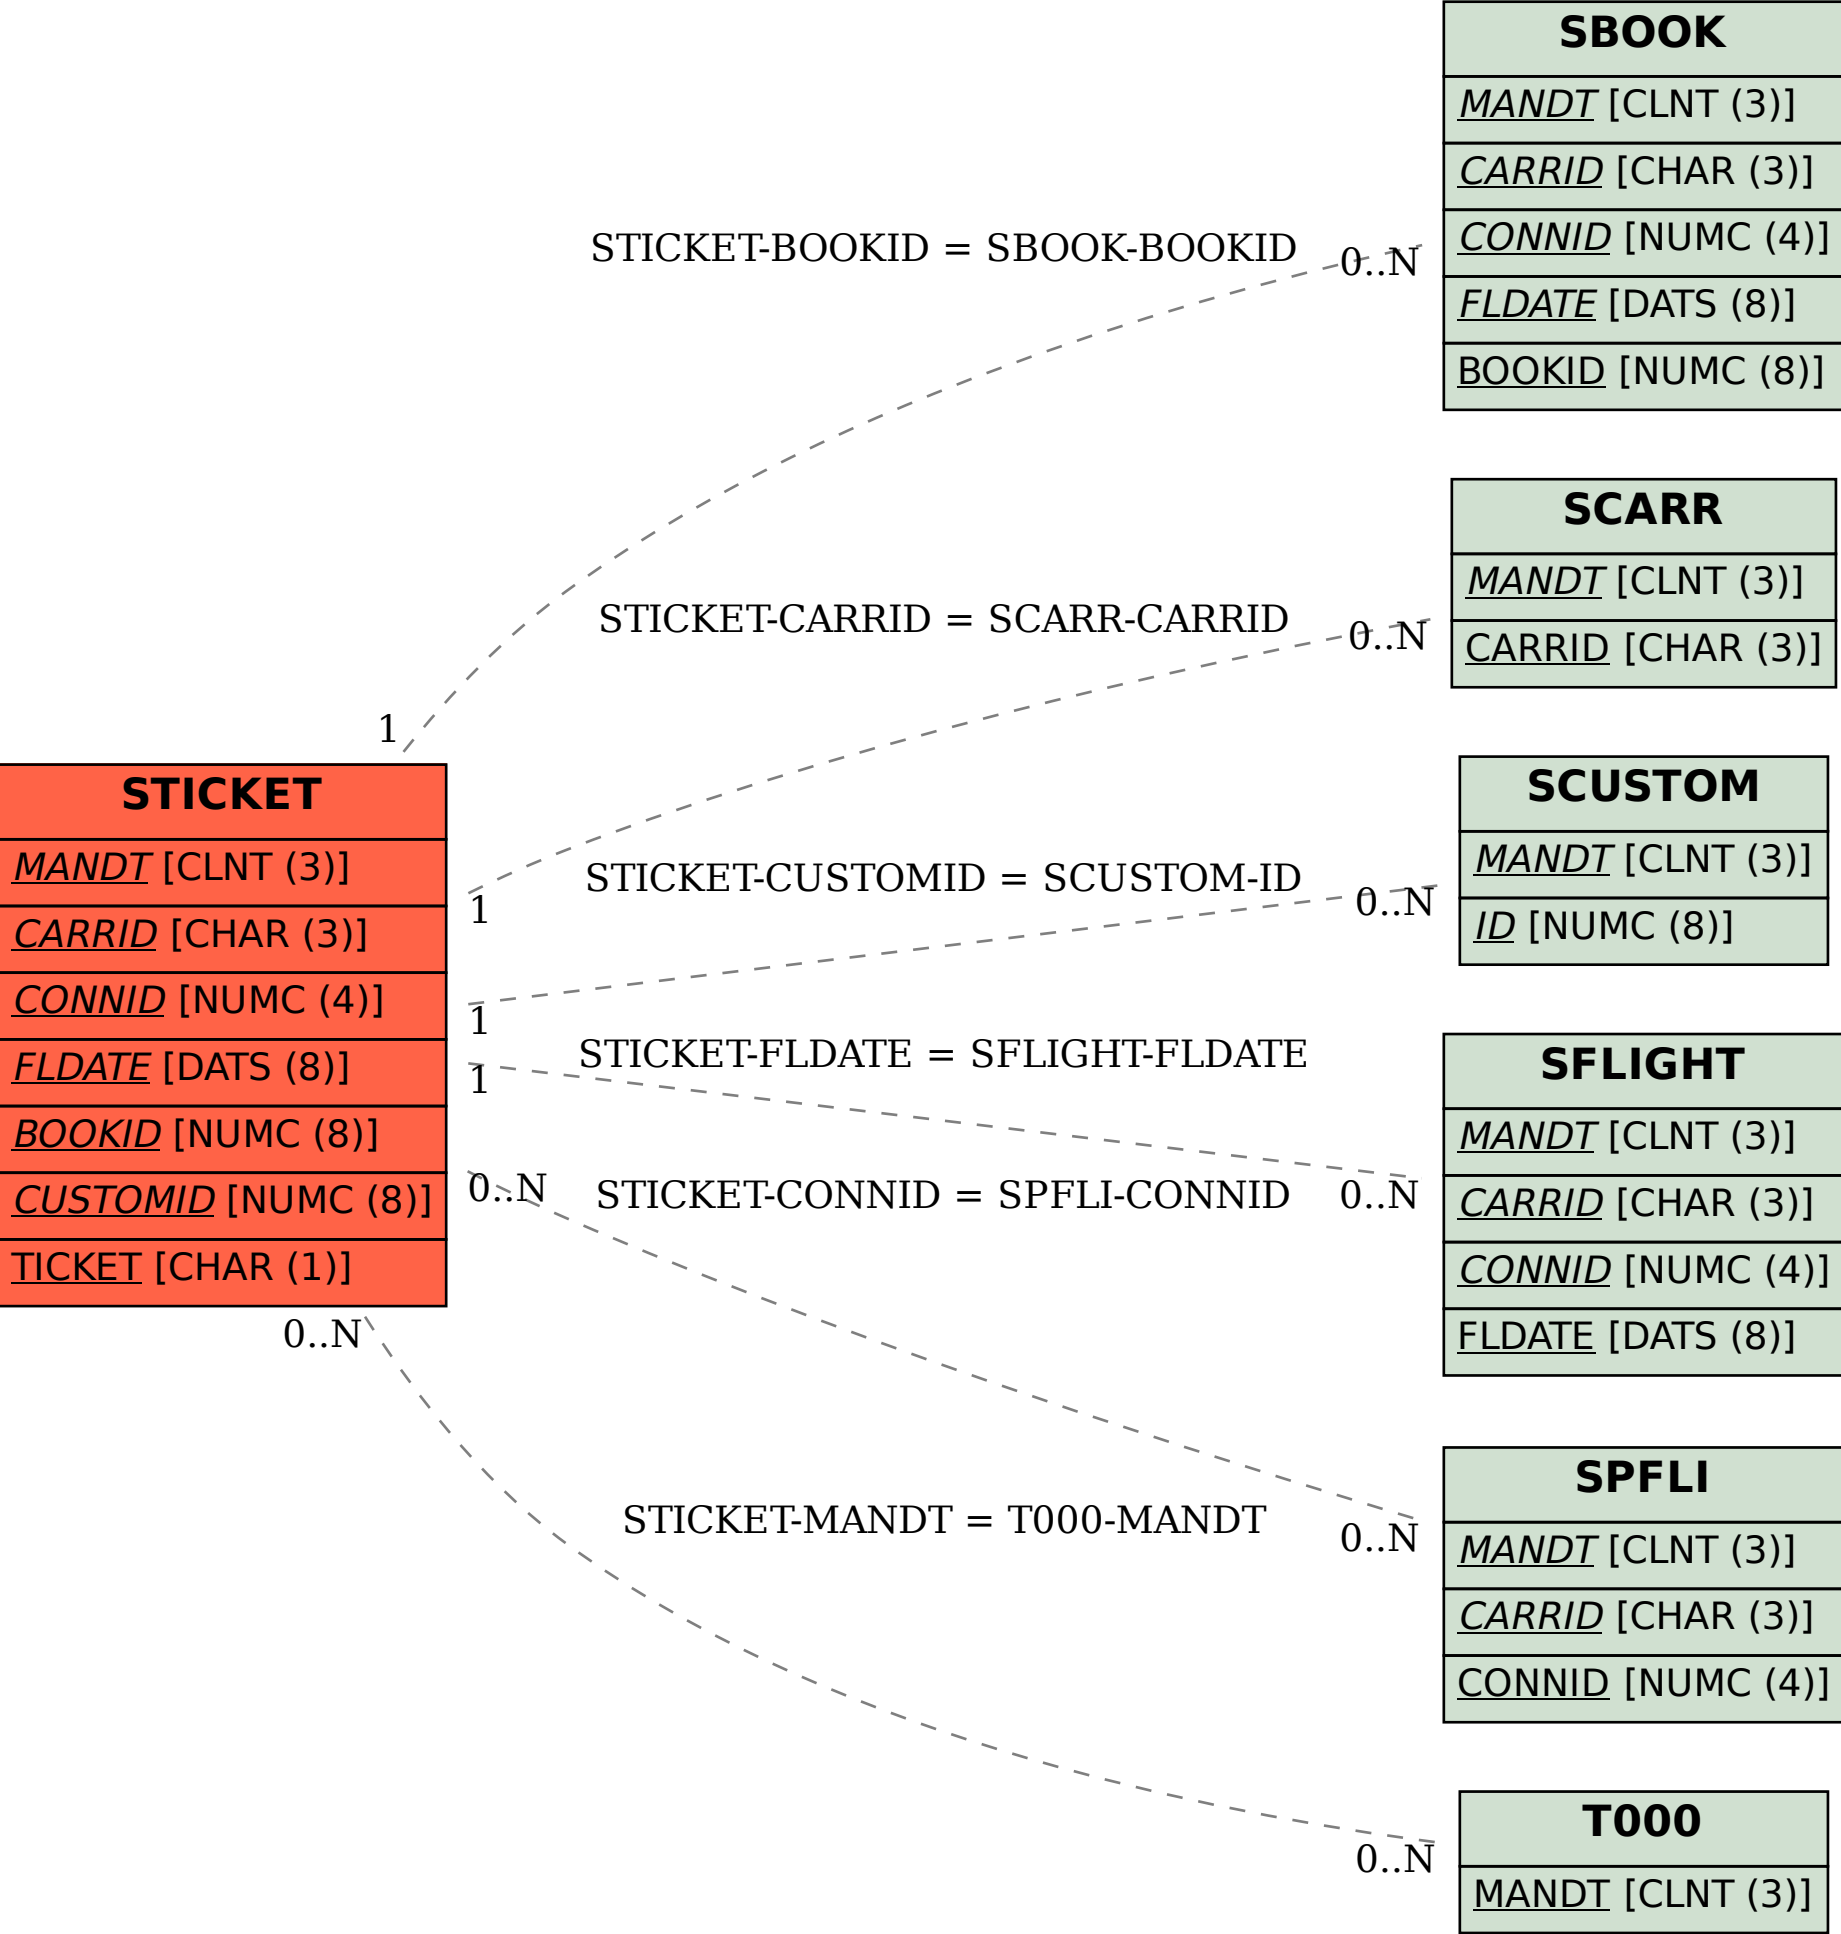 SBOOK
MANDT [CLNT (3)]
CARRID [CHAR (3)]
CONNID [NUMC (4)]
FLDATE [DATS (8)]
BOOKID [NUMC (8)]
STICKET-BOOKID = SBOOK-BOOKID
0..N
1
SCARR
MANDT [CLNT (3)]
CARRID [CHAR (3)]
STICKET-CARRID = SCARR-CARRID
0..N
1
SCUSTOM
MANDT [CLNT (3)]
ID [NUMC (8)]
STICKET-CUSTOMID = SCUSTOM-ID
0..N
1
STICKET
MANDT [CLNT (3)]
CARRID [CHAR (3)]
CONNID [NUMC (4)]
FLDATE [DATS (8)]
BOOKID [NUMC (8)]
CUSTOMID [NUMC (8)]
TICKET [CHAR (1)]
STICKET-FLDATE = SFLIGHT-FLDATE
1
0..N
SFLIGHT
MANDT [CLNT (3)]
CARRID [CHAR (3)]
CONNID [NUMC (4)]
FLDATE [DATS (8)]
0..N
STICKET-CONNID = SPFLI-CONNID
0..N
SPFLI
MANDT [CLNT (3)]
CARRID [CHAR (3)]
CONNID [NUMC (4)]
0..N
STICKET-MANDT = T000-MANDT
0..N
T000
MANDT [CLNT (3)]